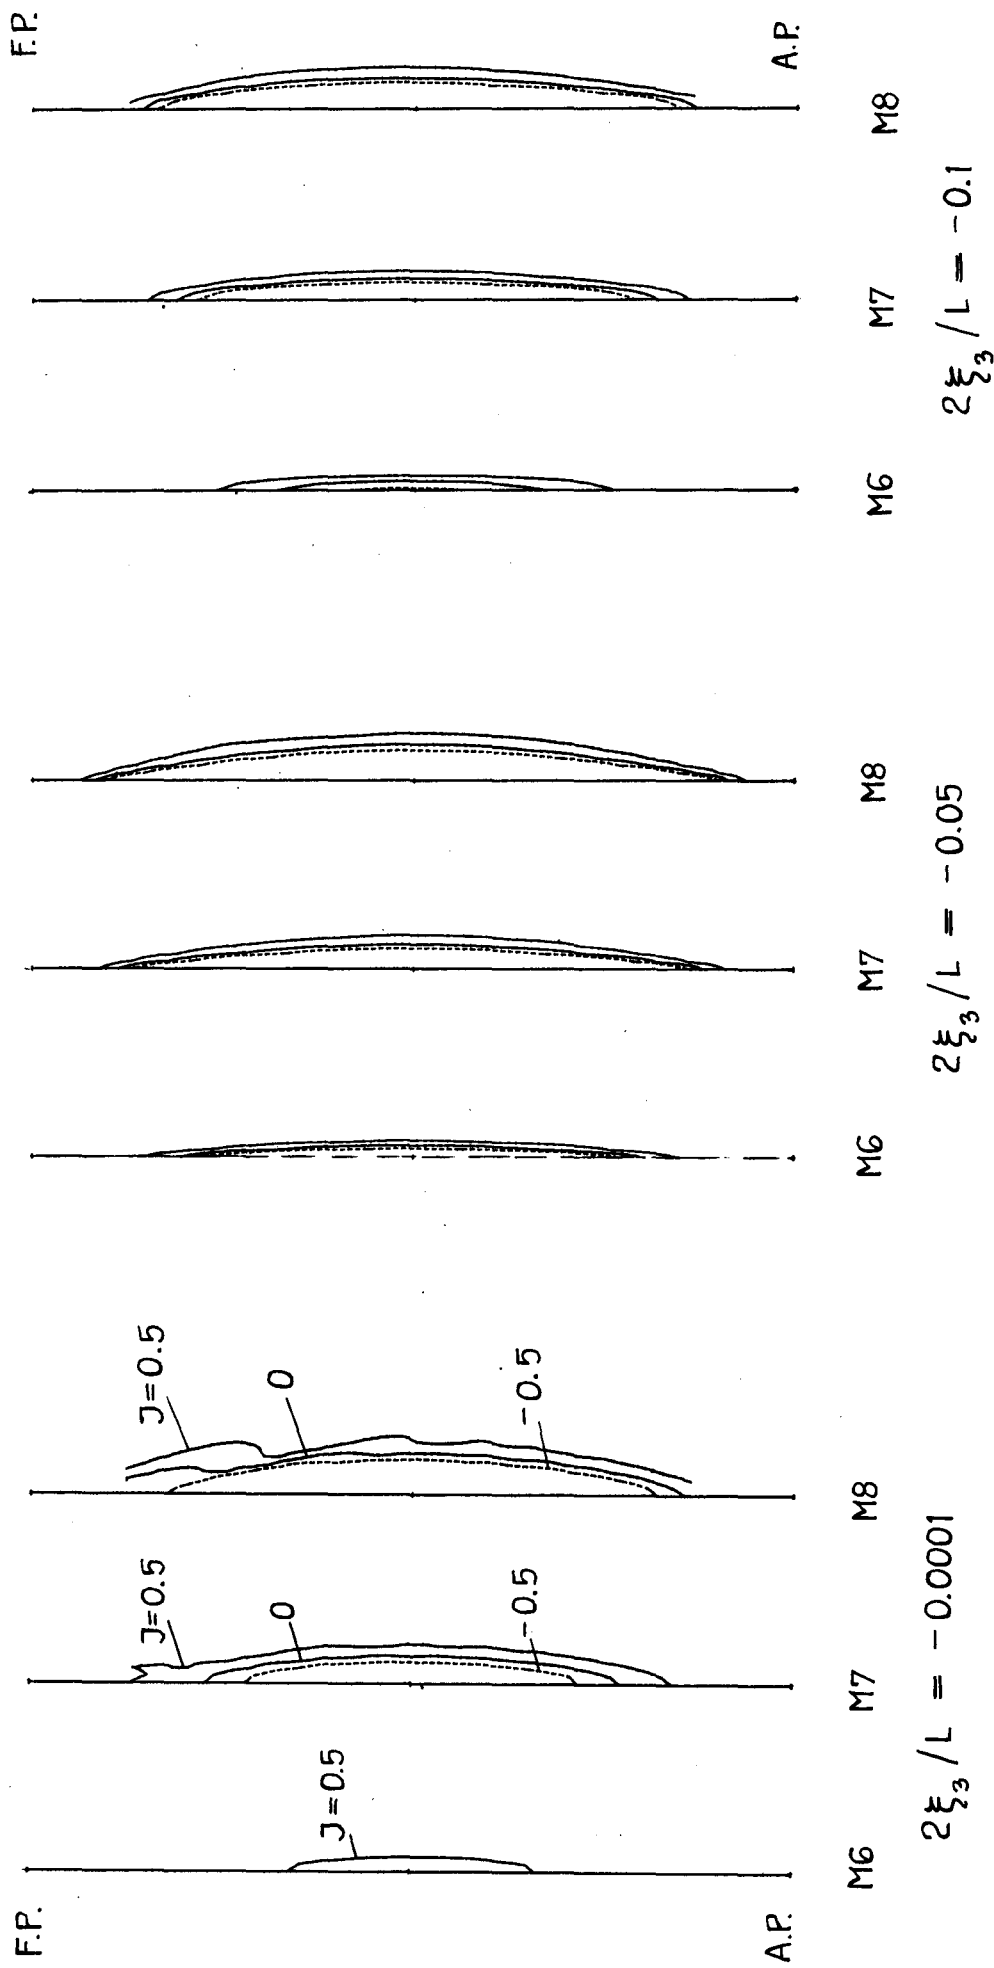 F.P.
F.P.
J=0.5
J=0.5
0
-0.5
J=0.5
0
-0.5
A.P.
A.P.
M6
M7
M8
M6
M7
M8
M6
M7
M8
2ξ₃/L = -0.0001
2ξ₃/L = -0.05
2ξ₃/L = -0.1